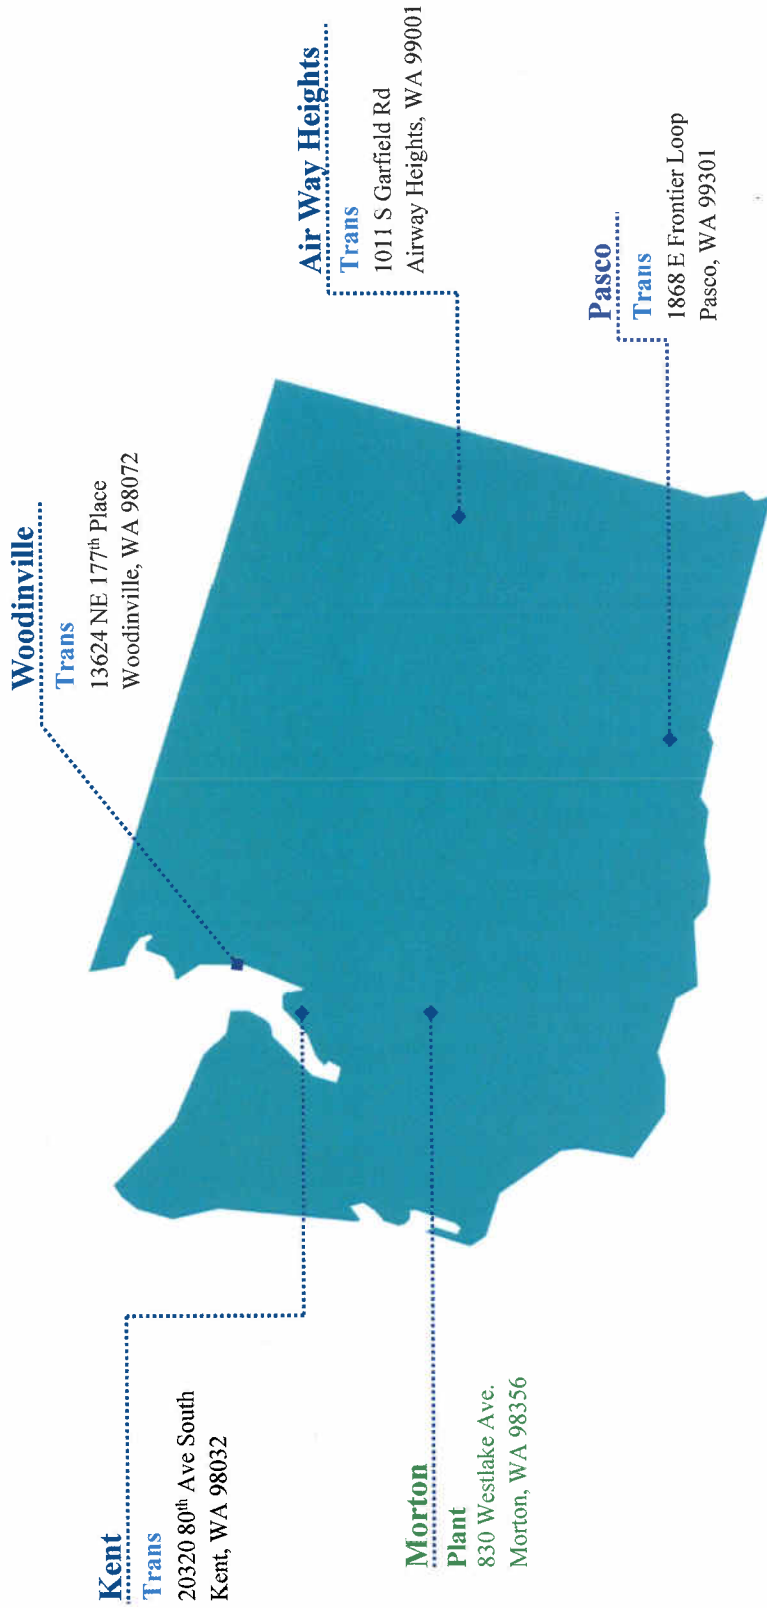 Woodinville
Trans
13624 NE 177th Place
Woodinville, WA 98072
Kent
Trans
20320 80th Ave South
Kent, WA 98032
Air Way Heights
Trans
1011 S Garfield Rd
Airway Heights, WA 99001
Morton
Plant
830 Westlake Ave.
Morton, WA 98356
Pasco
Trans
1868 E Frontier Loop
Pasco, WA 99301